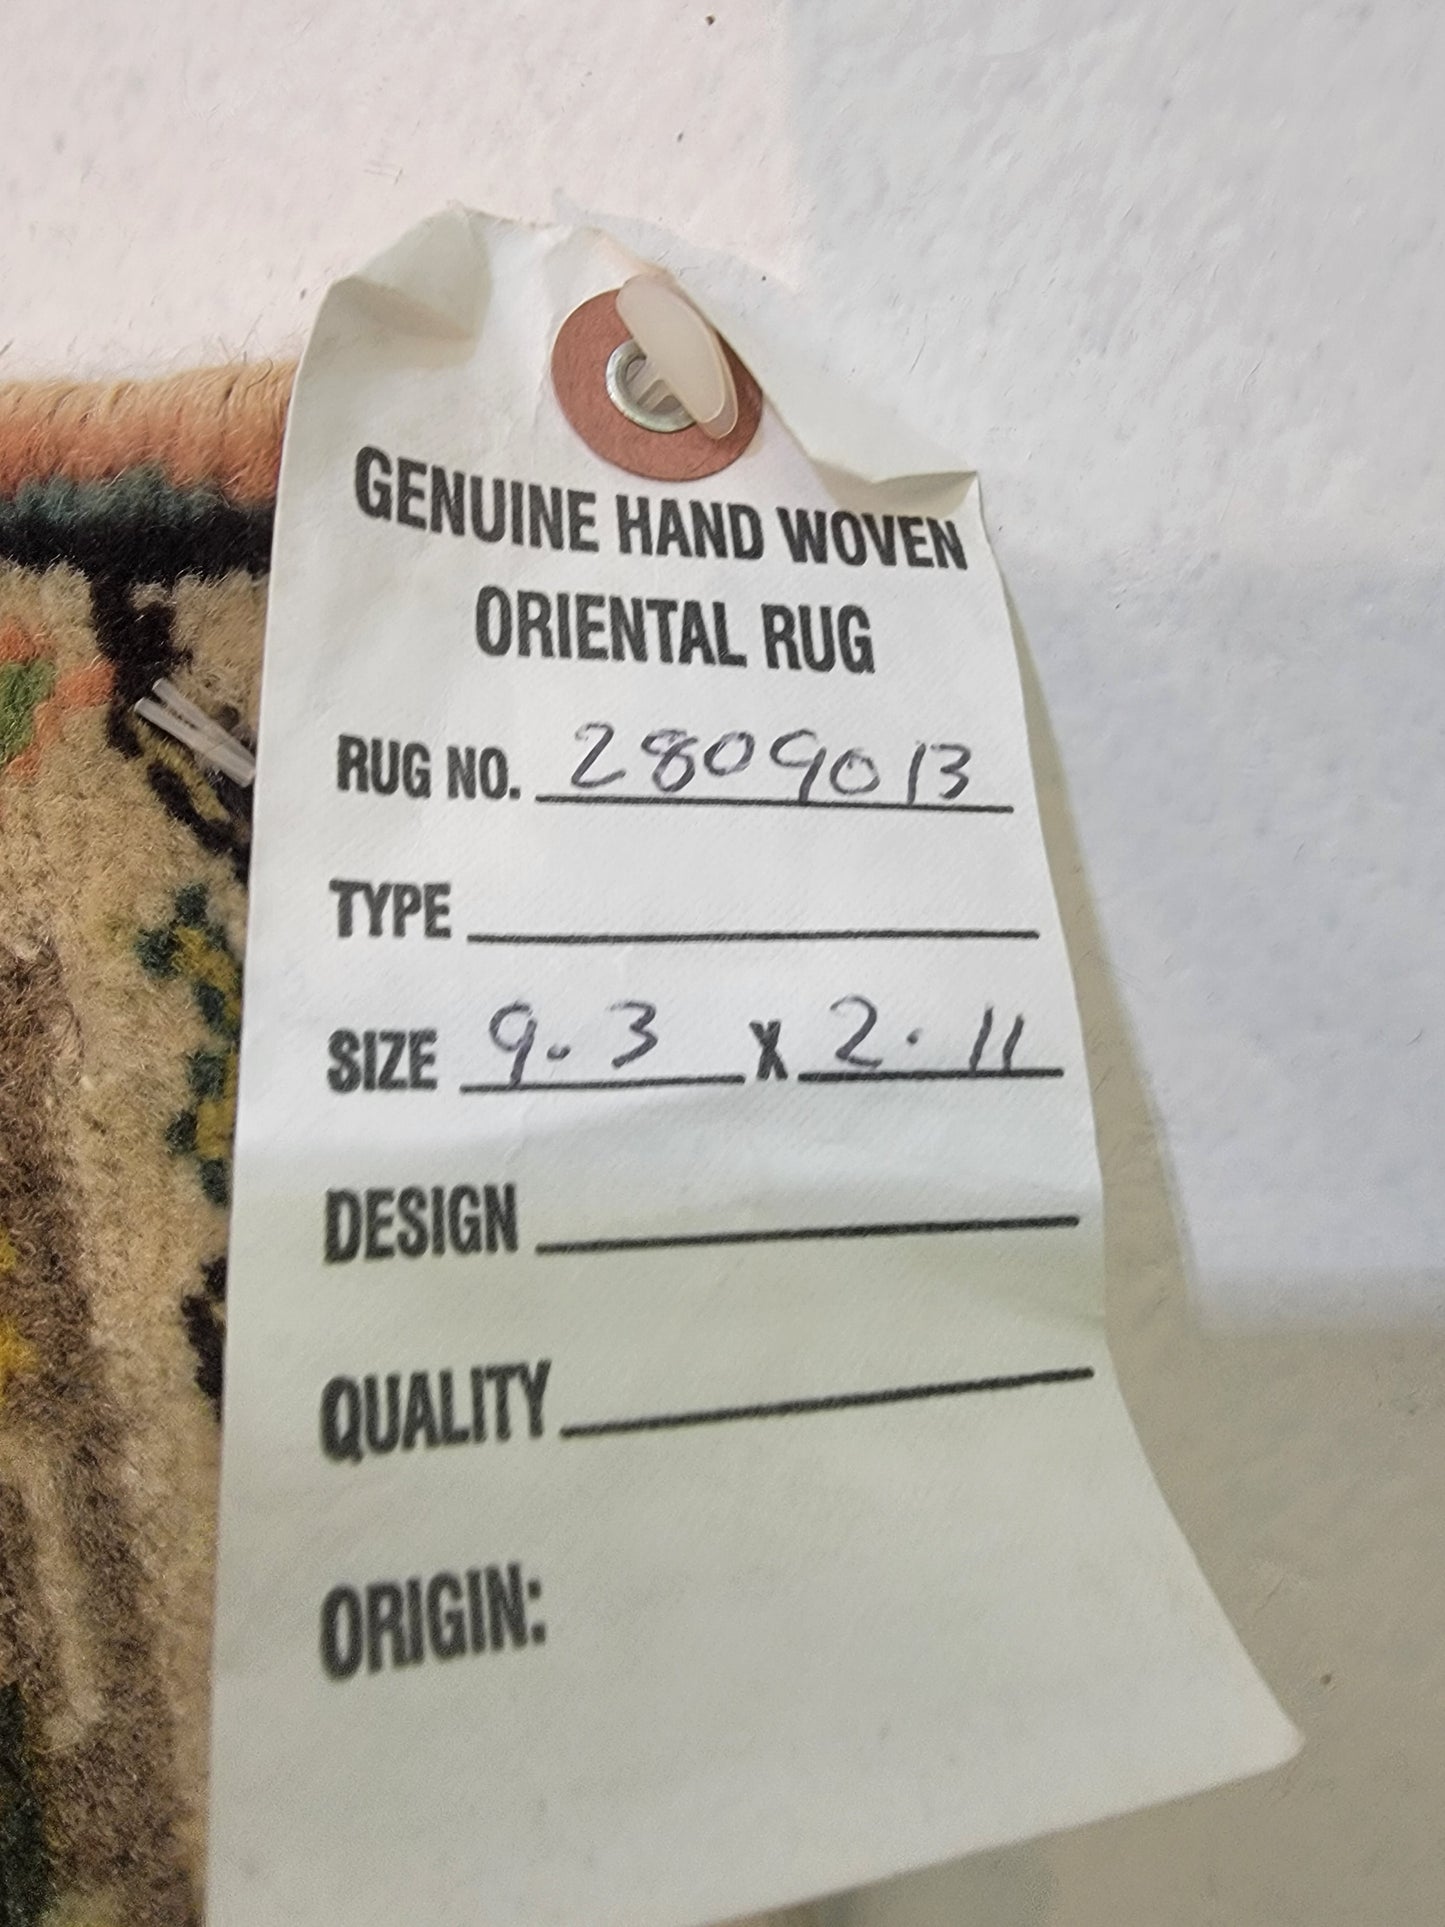 GENUINE HAND WOVEN
ORIENTAL RUG
RUG NO. 2809013
TYPE
SIZE 9.3 X 2.11
DESIGN
QUALITY
ORIGIN: